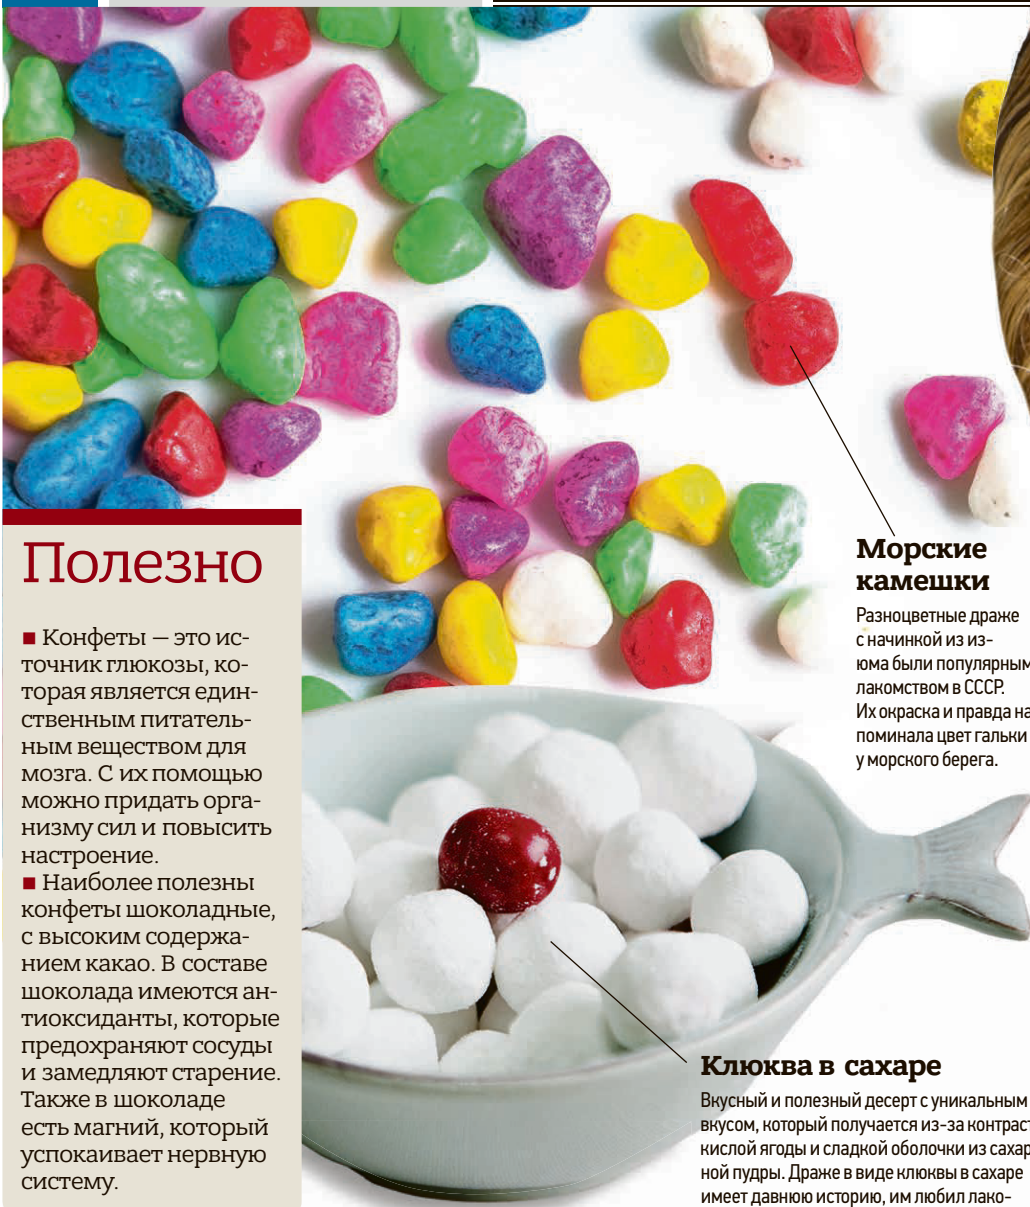 Полезно
■ Конфеты — это ис-
точник глюкозы, ко-
торая является един-
ственным питатель-
ным веществом для
мозга. С их помощью
можно придать орга-
низму сил и повысить
настроение.
■ Наиболее полезны
конфеты шоколадные,
с высоким содержа-
нием какао. В составе
шоколада имеются ан-
тиоксиданты, которые
предохраняют сосуды
и замедляют старение.
Также в шоколаде
есть магний, который
успокаивает нервную
систему.
Морские
камешки
Разноцветные драже
с начинкой из из-
юма были популярным
лакомством в СССР.
Их окраска и правда на
поминала цвет гальки
у морского берега.
Клюква в сахаре
Вкусный и полезный десерт с уникальным
вкусом, который получается из-за контраст
кислой ягоды и сладкой оболочки из сахар
ной пудры. Драже в виде клюквы в сахаре
имеет давнюю историю, им любил лако-